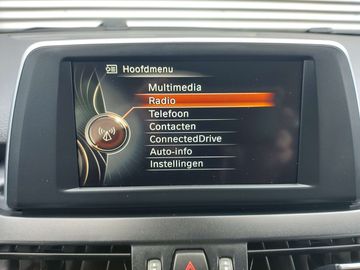 Hoofdmenu
Multimedia
Radio
Telefoon
Contacten
ConnectedDrive
Auto-info
Instellingen